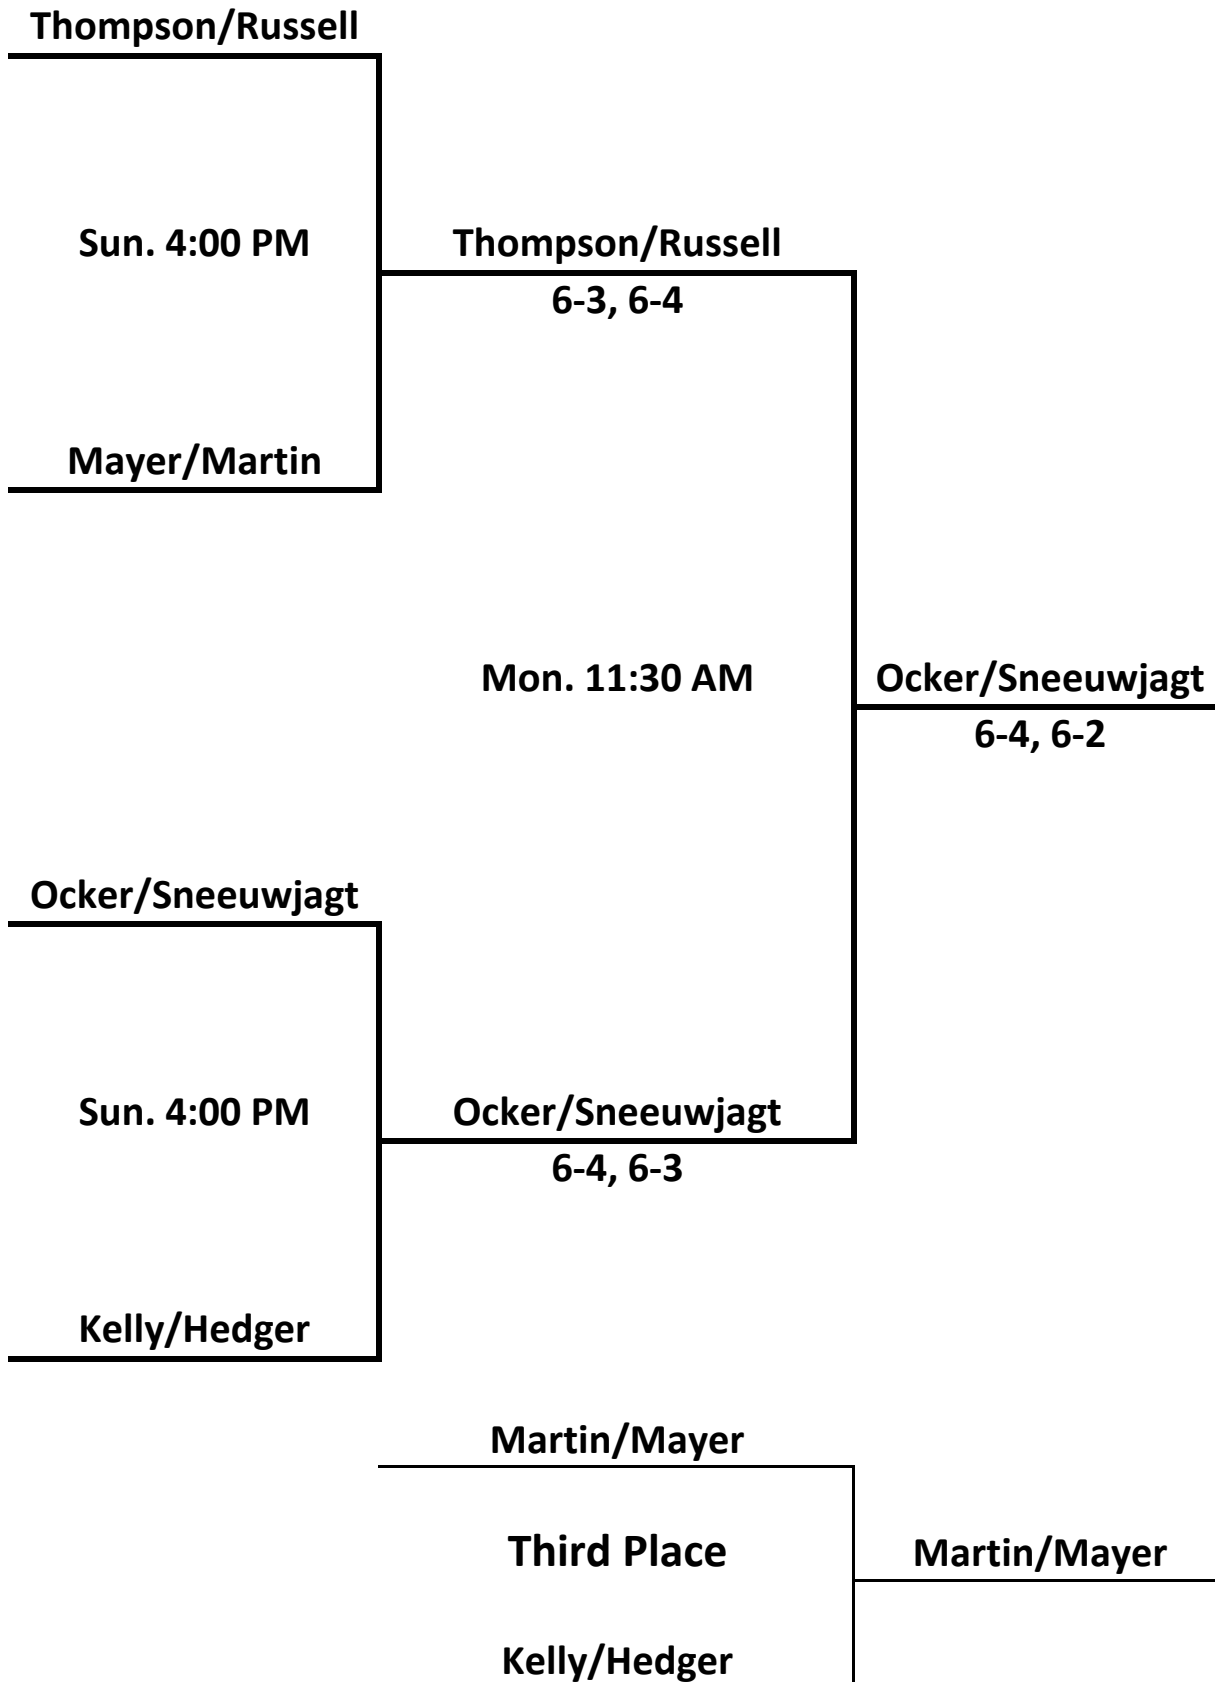 Thompson/Russell
Sun. 4:00 PM
Thompson/Russell
6-3, 6-4
Mayer/Martin
Mon. 11:30 AM
Ocker/Sneeuwjagt
6-4, 6-2
Ocker/Sneeuwjagt
Sun. 4:00 PM
Ocker/Sneeuwjagt
6-4, 6-3
Kelly/Hedger
Martin/Mayer
Third Place
Martin/Mayer
Kelly/Hedger